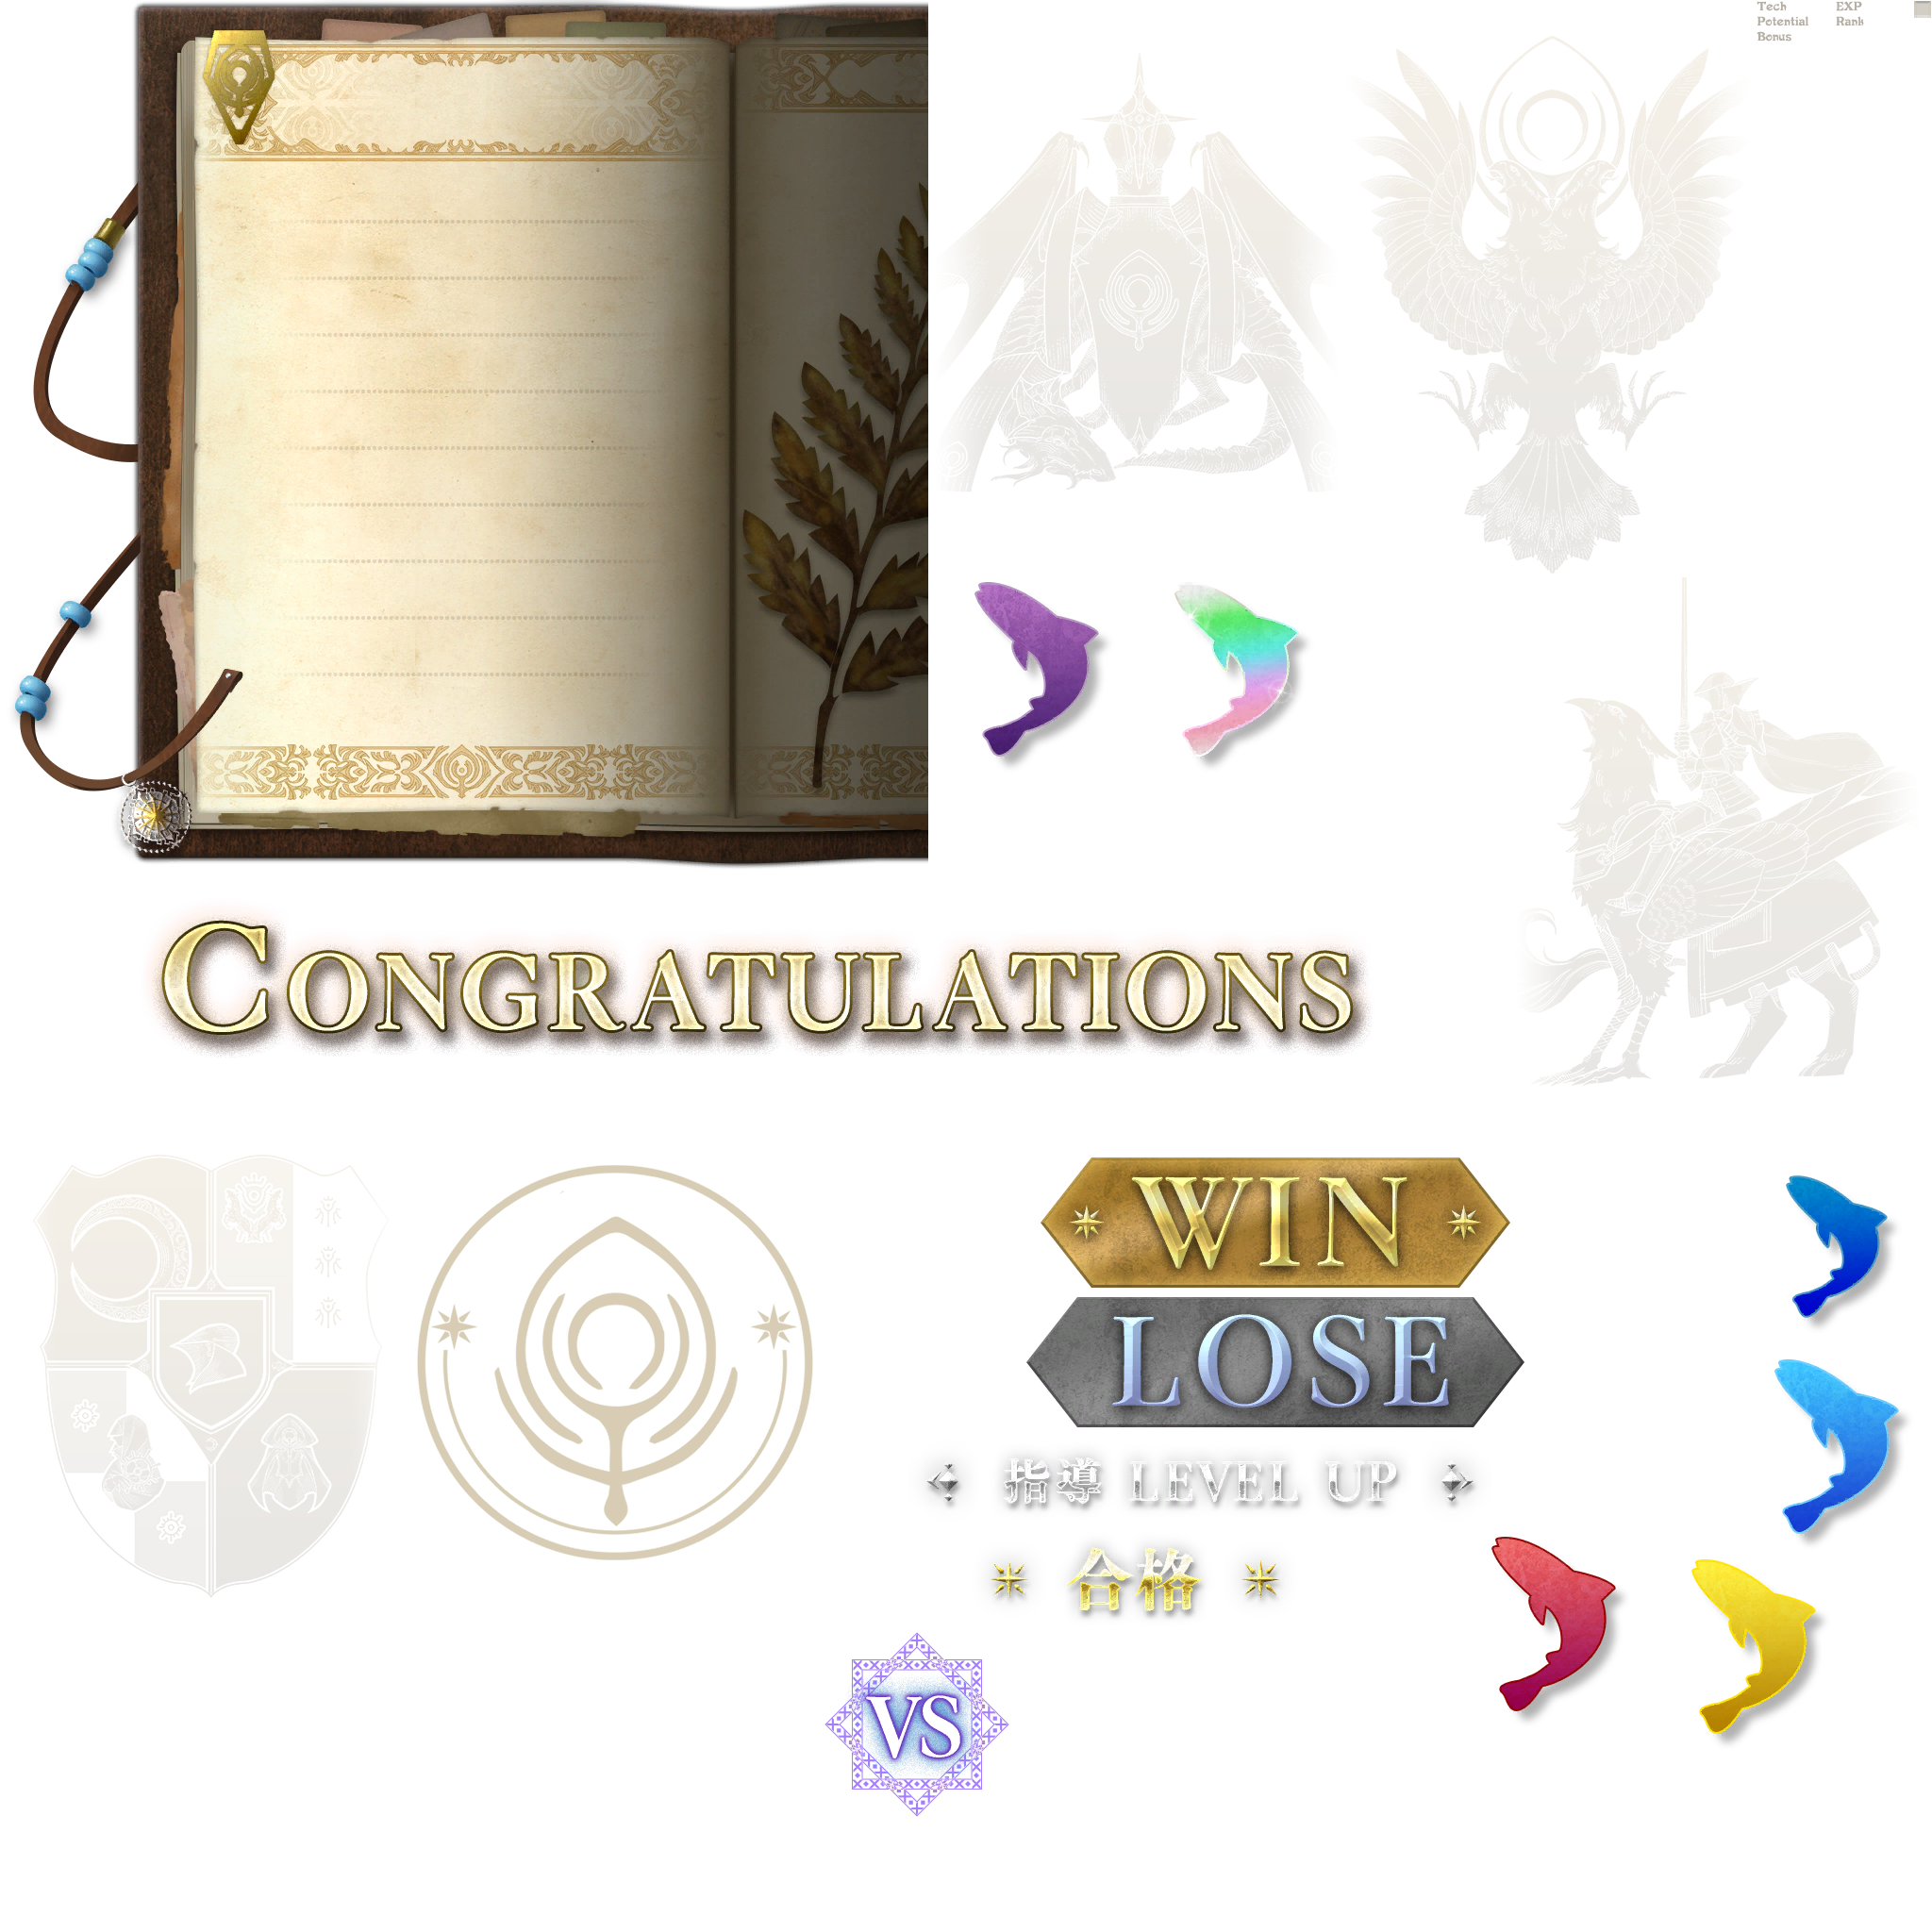 Tech
EXP
Potential
Rank
Bonus
CONGRATULATIONS
WIN
LOSE
指導 LEVEL UP
合格
VS